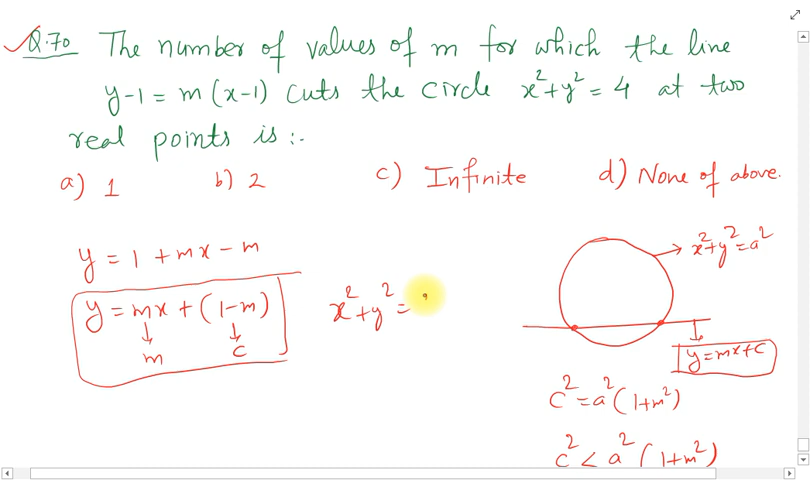 Q.70 The number of values of m for which the line
y-1 = m(x-1) cuts the circle x²+y² = 4 at two
real points is :-
a) 1 b) 2 c) Infinite d) None of above.
y = 1 + mx - m
y = mx + (1-m)
m c
x²+y² =
x²+y²=a²
y=mx+c
c² = a² (1+m²)
c² < a² (1+m²)